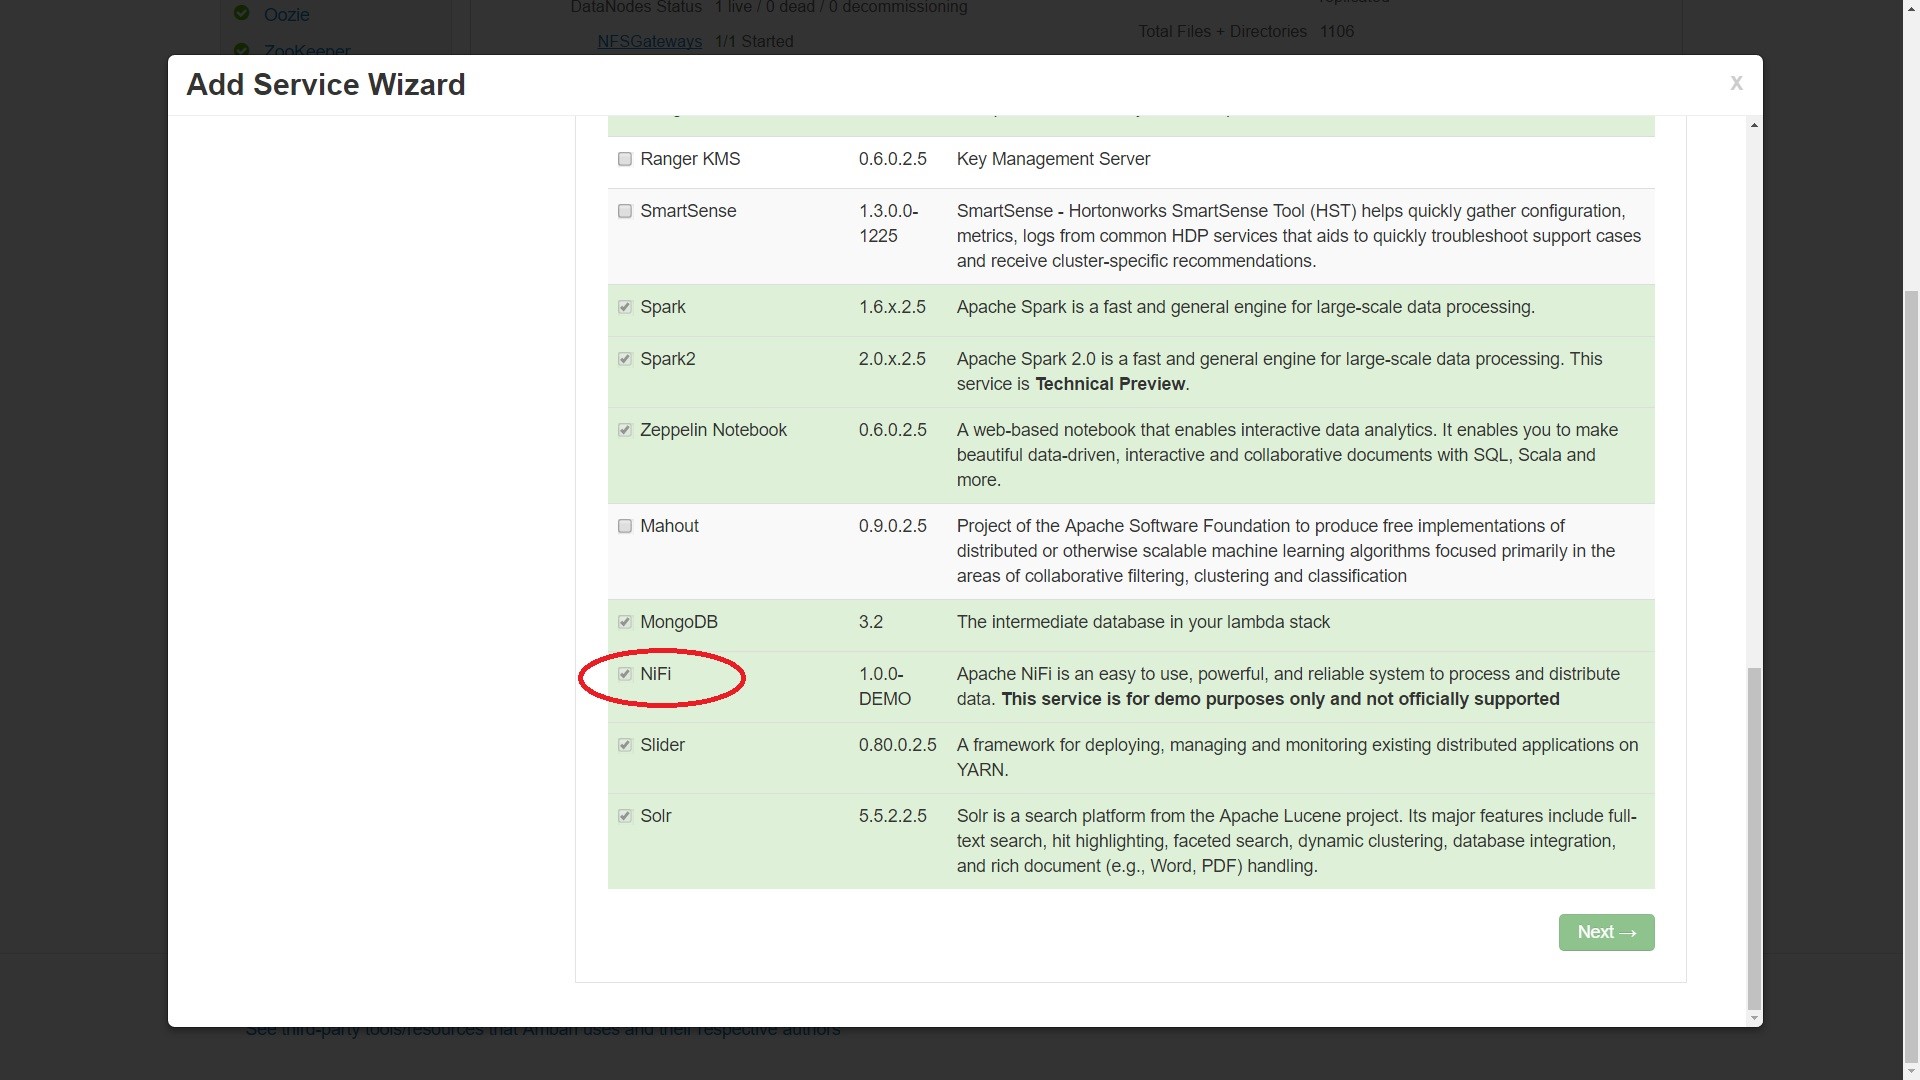 Oozie
DataNodes Status 1 live / 0 dead / 0 decommissioning
ZooKeeper
NFSGateways 1/1 Started
Total Files + Directories 1106
Add Service Wizard
X
Ranger KMS 0.6.0.2.5 Key Management Server
SmartSense 1.3.0.0- SmartSense - Hortonworks SmartSense Tool (HST) helps quickly gather configuration,
1225 metrics, logs from common HDP services that aids to quickly troubleshoot support cases
and receive cluster-specific recommendations.
Spark 1.6.x.2.5 Apache Spark is a fast and general engine for large-scale data processing.
Spark2 2.0.x.2.5 Apache Spark 2.0 is a fast and general engine for large-scale data processing. This
service is Technical Preview.
Zeppelin Notebook 0.6.0.2.5 A web-based notebook that enables interactive data analytics. It enables you to make
beautiful data-driven, interactive and collaborative documents with SQL, Scala and
more.
Mahout 0.9.0.2.5 Project of the Apache Software Foundation to produce free implementations of
distributed or otherwise scalable machine learning algorithms focused primarily in the
areas of collaborative filtering, clustering and classification
MongoDB 3.2 The intermediate database in your lambda stack
NiFi 1.0.0- Apache NiFi is an easy to use, powerful, and reliable system to process and distribute
DEMO data. This service is for demo purposes only and not officially supported
Slider 0.80.0.2.5 A framework for deploying, managing and monitoring existing distributed applications on
YARN.
Solr 5.5.2.2.5 Solr is a search platform from the Apache Lucene project. Its major features include full-
text search, hit highlighting, faceted search, dynamic clustering, database integration,
and rich document (e.g., Word, PDF) handling.
Next →
See third-party tools/resources that Ambari uses and their respective authors